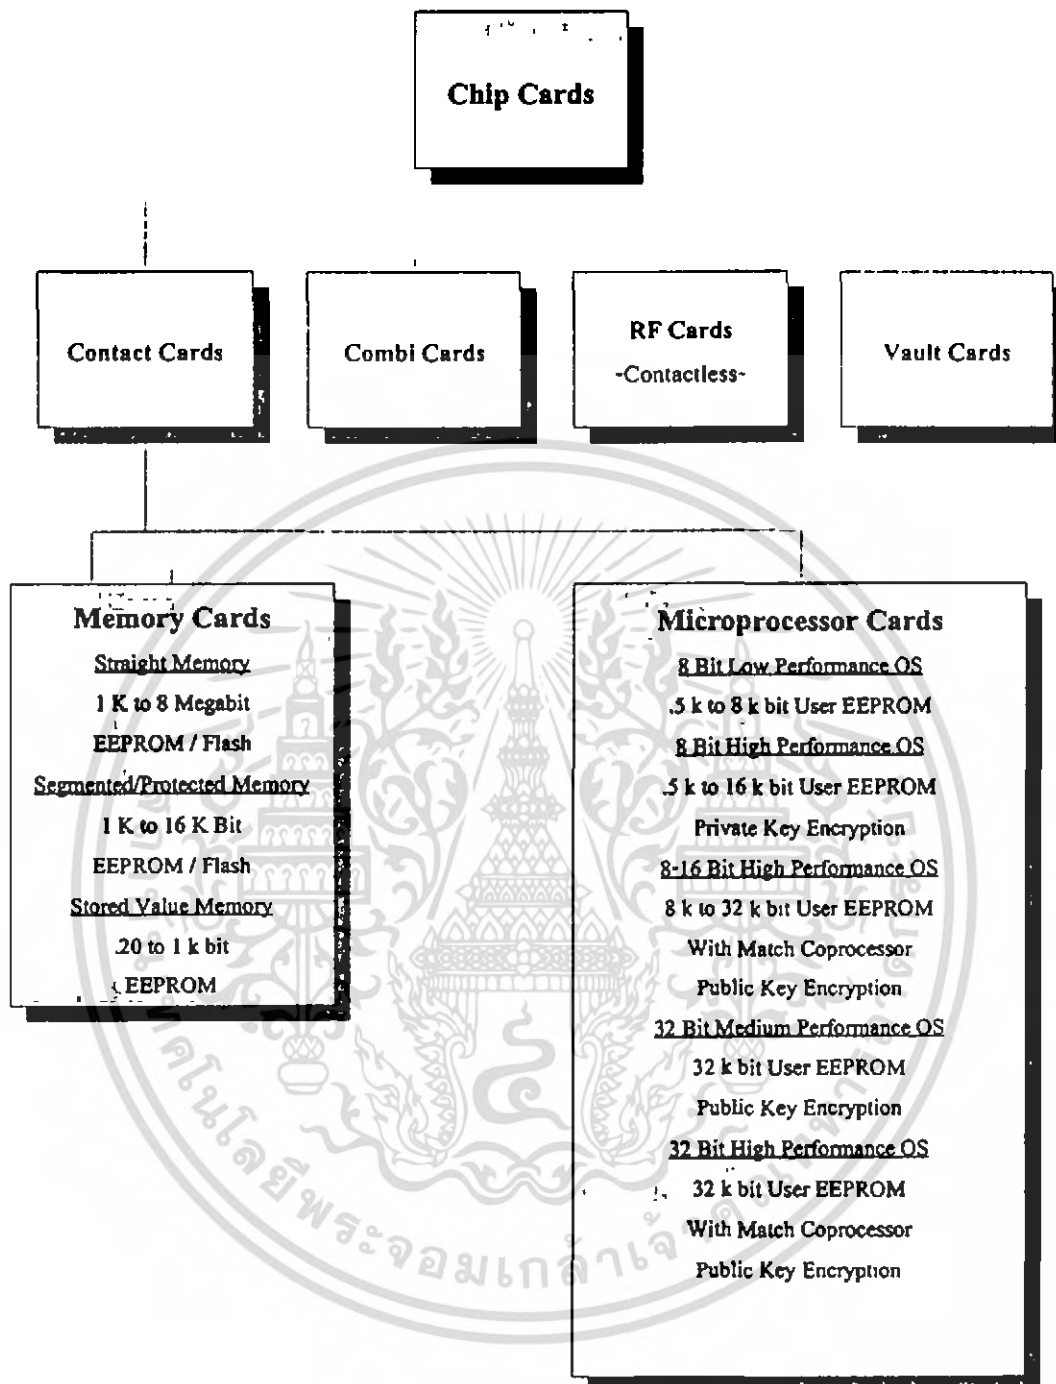 Chip Cards
Contact Cards
Combi Cards
RF Cards
-Contactless-
Vault Cards
Memory Cards
Straight Memory
1 K to 8 Megabit
EEPROM / Flash
Segmented/Protected Memory
1 K to 16 K Bit
EEPROM / Flash
Stored Value Memory
.20 to 1 k bit
EEPROM
Microprocessor Cards
8 Bit Low Performance OS
.5 k to 8 k bit User EEPROM
8 Bit High Performance OS
.5 k to 16 k bit User EEPROM
Private Key Encryption
8-16 Bit High Performance OS
8 k to 32 k bit User EEPROM
With Match Coprocessor
Public Key Encryption
32 Bit Medium Performance OS
32 k bit User EEPROM
Public Key Encryption
32 Bit High Performance OS
32 k bit User EEPROM
With Match Coprocessor
Public Key Encryption